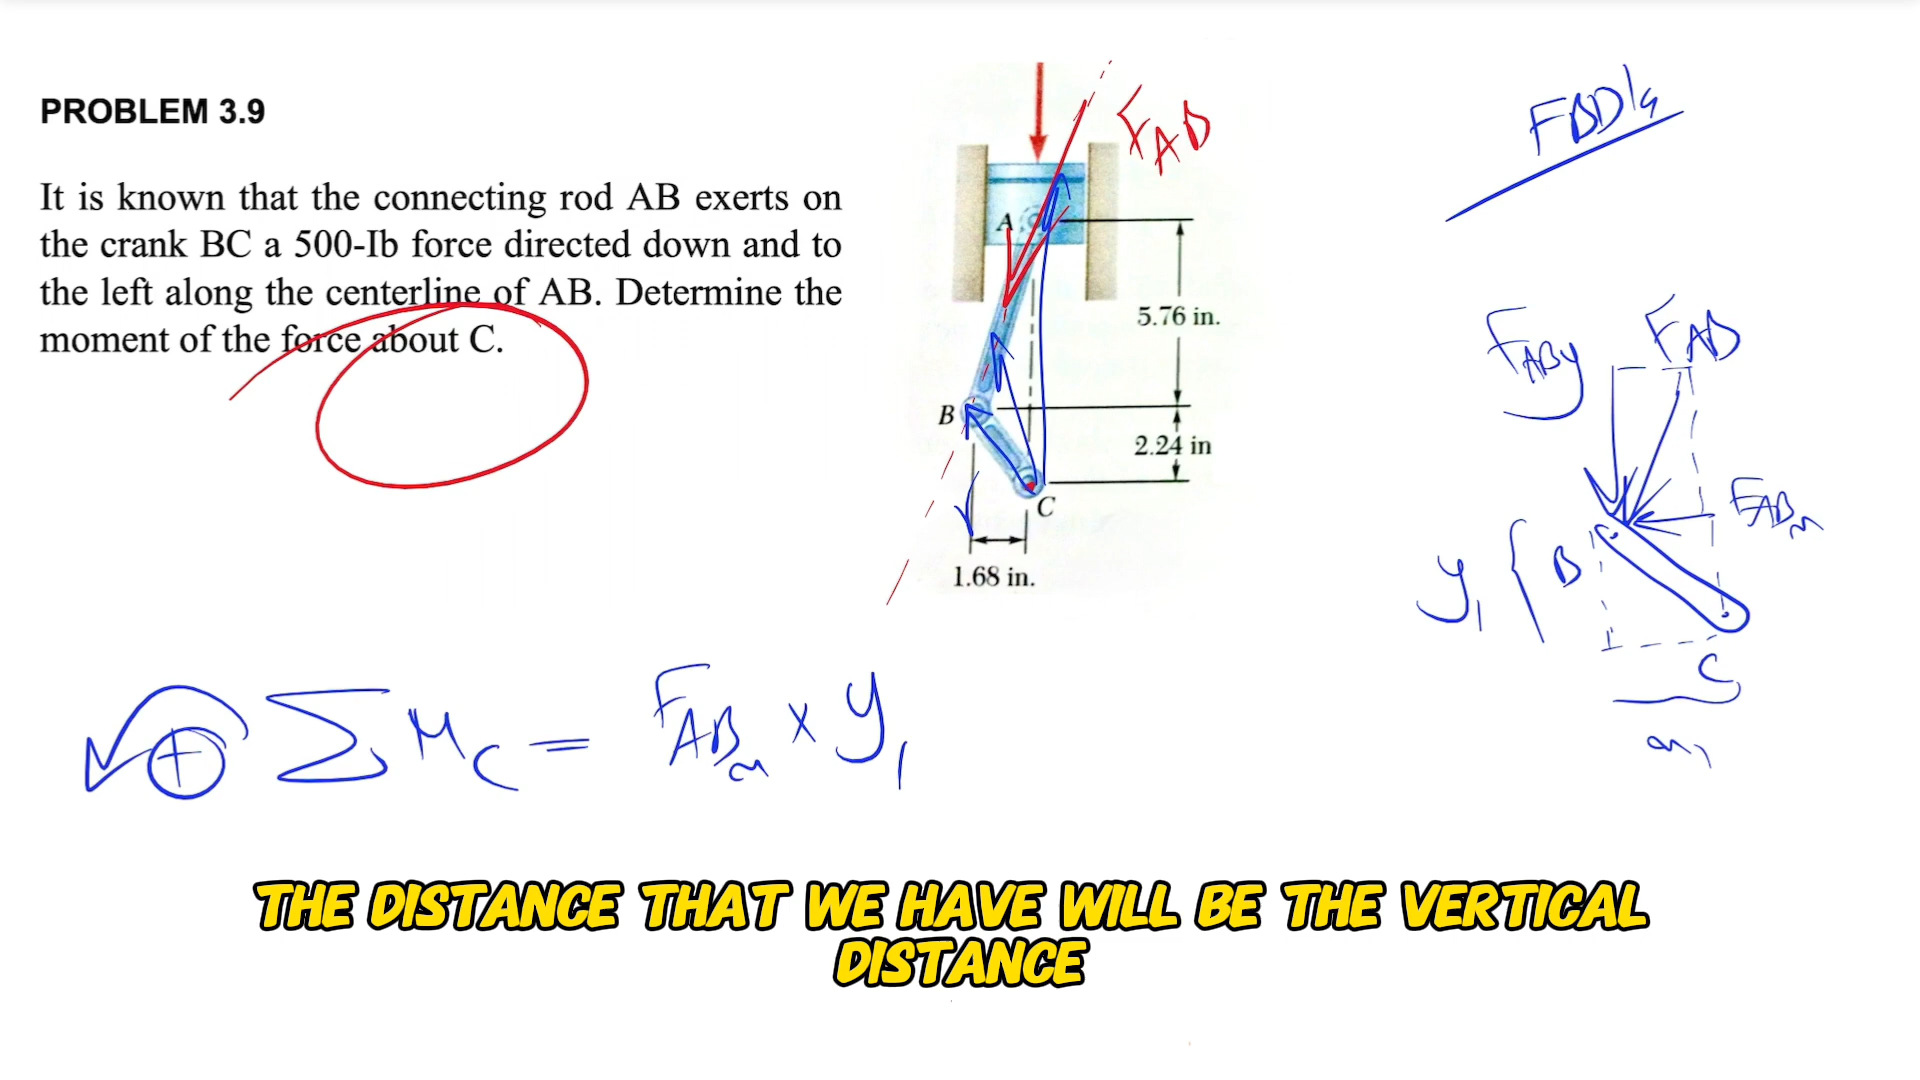 PROBLEM 3.9
It is known that the connecting rod AB exerts on
the crank BC a 500-Ib force directed down and to
the left along the centerline of AB. Determine the
moment of the force about C.
FAB
A
5.76 in.
B
2.24 in
C
1.68 in.
FBD's
FABy FAB
FABx
y1 { B
C
x1
+ ΣMC = FABx × y1
THE DISTANCE THAT WE HAVE WILL BE THE VERTICAL
DISTANCE